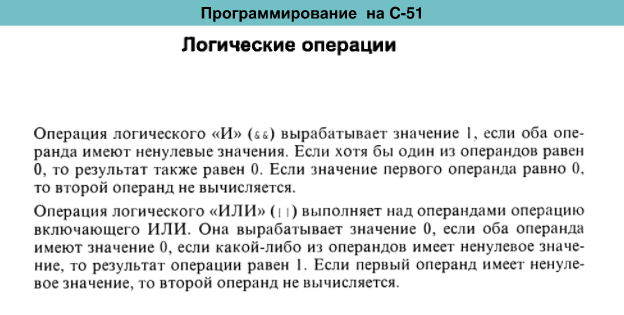 Программирование на С-51
Логические операции
Операция логического «И» (&&) вырабатывает значение 1, если оба опе-
ранда имеют ненулевые значения. Если хотя бы один из операндов равен
0, то результат также равен 0. Если значение первого операнда равно 0,
то второй операнд не вычисляется.
Операция логического «ИЛИ» (||) выполняет над операндами операцию
включающего ИЛИ. Она вырабатывает значение 0, если оба операнда
имеют значение 0, если какой-либо из операндов имеет ненулевое значе-
ние, то результат операции равен 1. Если первый операнд имеет ненуле-
вое значение, то второй операнд не вычисляется.